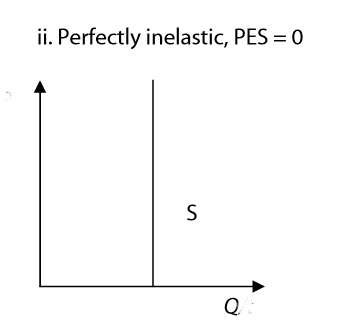 ii. Perfectly inelastic, PES = 0
S
Q